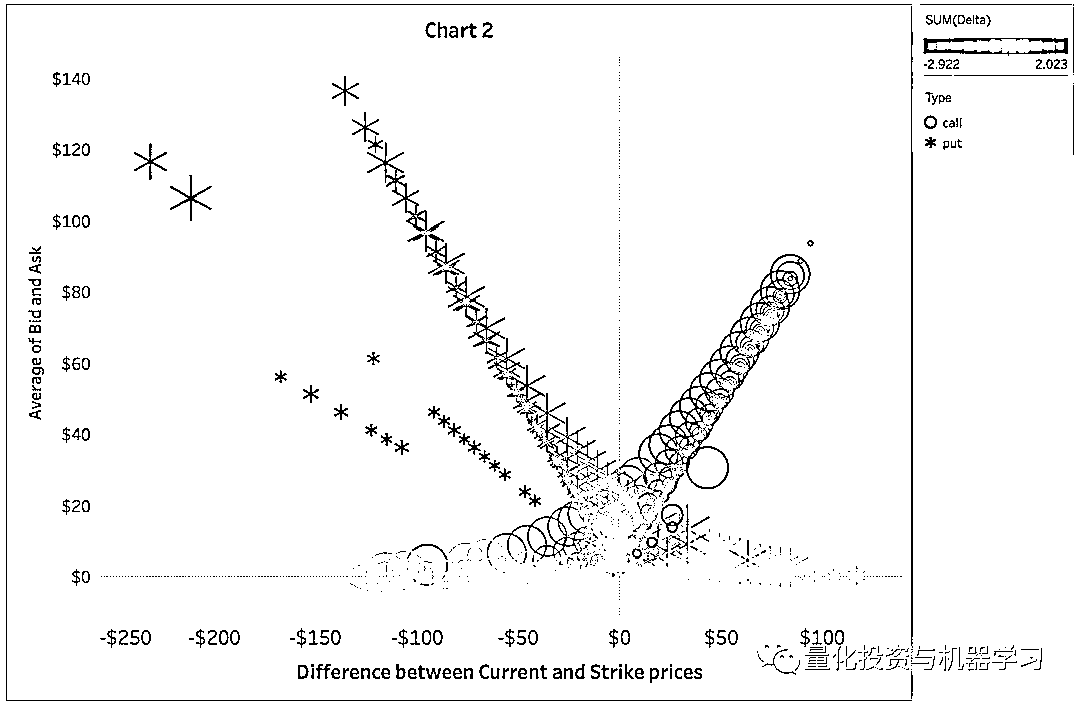 Chart 2
SUM(Delta)
-2.922 2.023
Type
call
put
Average of Bid and Ask
$140
$120
$100
$80
$60
$40
$20
$0
-$250 -$200 -$150 -$100 -$50 $0 $50 $100
Difference between Current and Strike prices
量化投资与机器学习